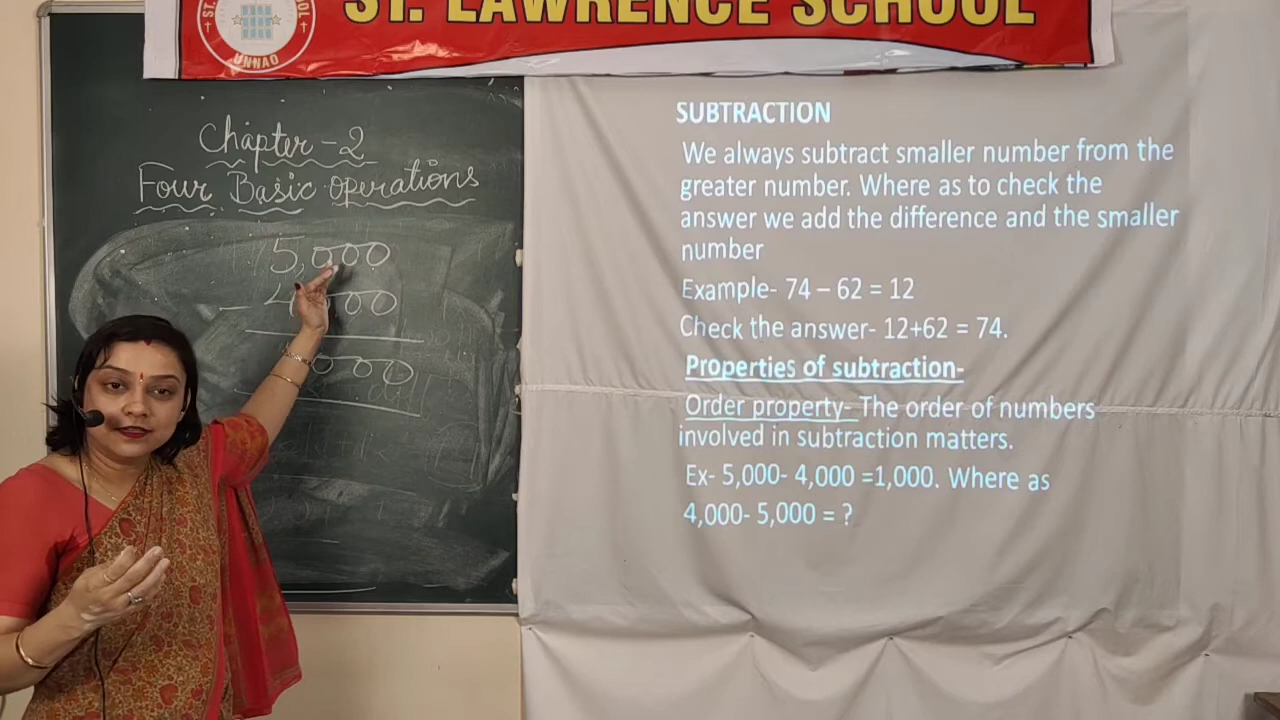 ST. LAWRENCE SCHOOL
UNNAO
Chapter-2
Four Basic Operations
5,000
- 4,000
000
SUBTRACTION
We always subtract smaller number from the
greater number. Where as to check the
answer we add the difference and the smaller
number
Example- 74 – 62 = 12
Check the answer- 12+62 = 74.
Properties of subtraction-
Order property- The order of numbers
involved in subtraction matters.
Ex- 5,000- 4,000 =1,000. Where as
4,000- 5,000 = ?